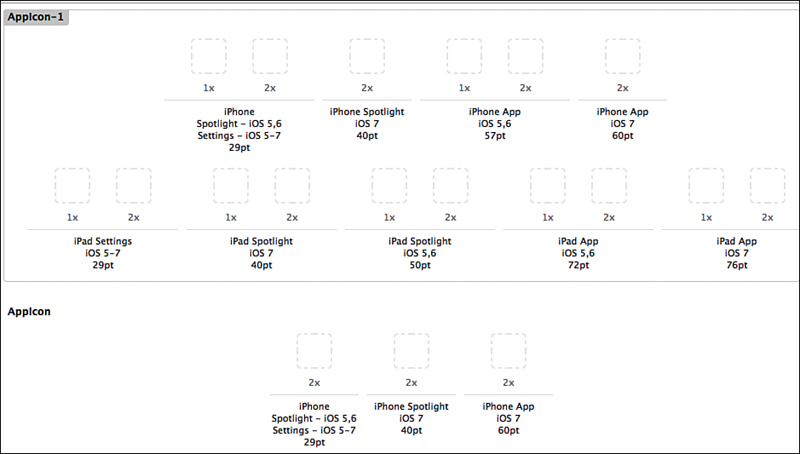 AppIcon-1
1x 2x 2x 1x 2x 2x
iPhone iPhone Spotlight iPhone App iPhone App
Spotlight – iOS 5,6 iOS 7 iOS 5,6 iOS 7
Settings – iOS 5–7 40pt 57pt 60pt
29pt
1x 2x 1x 2x 1x 2x 1x 2x 1x 2x
iPad Settings iPad Spotlight iPad Spotlight iPad App iPad App
iOS 5–7 iOS 7 iOS 5,6 iOS 5,6 iOS 7
29pt 40pt 50pt 72pt 76pt
AppIcon
2x 2x 2x
iPhone iPhone Spotlight iPhone App
Spotlight – iOS 5,6 iOS 7 iOS 7
Settings – iOS 5–7 40pt 60pt
29pt